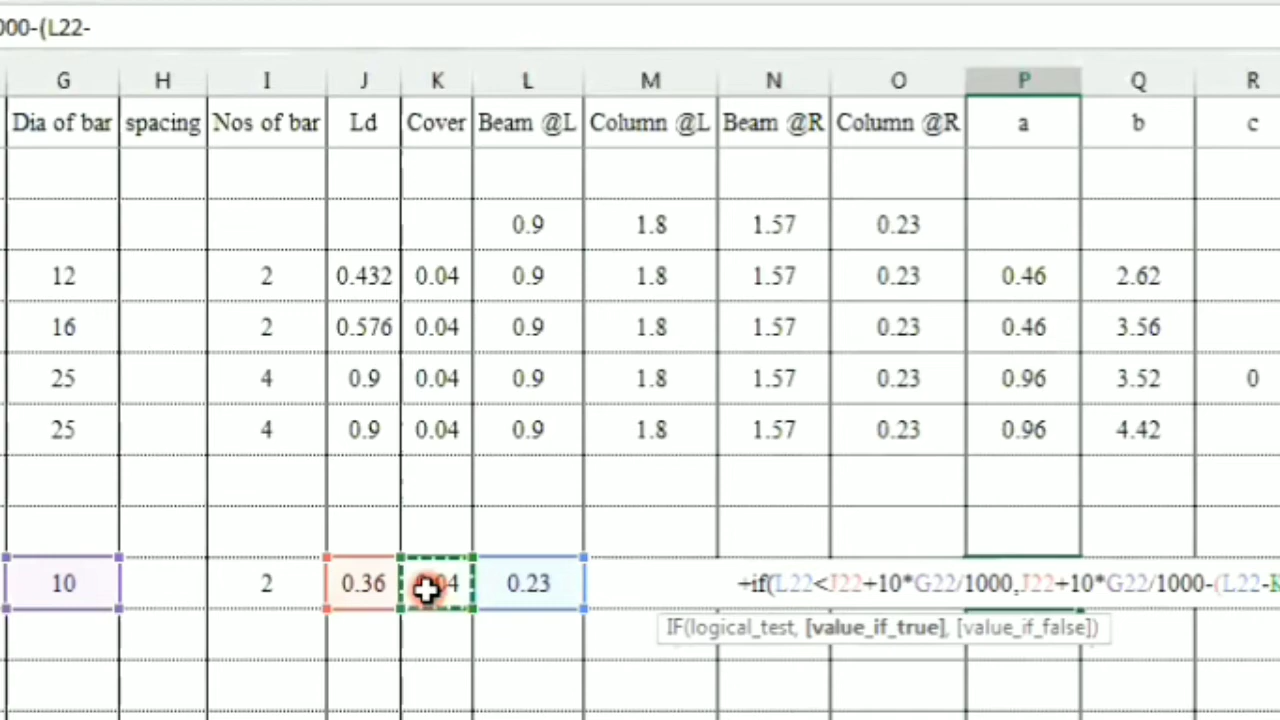 000-(L22-
G H I J K L M N O P Q R
Dia of bar spacing Nos of bar Ld Cover Beam @L Column @L Beam @R Column @R a b c
0.9 1.8 1.57 0.23
12 2 0.432 0.04 0.9 1.8 1.57 0.23 0.46 2.62
16 2 0.576 0.04 0.9 1.8 1.57 0.23 0.46 3.56
25 4 0.9 0.04 0.9 1.8 1.57 0.23 0.96 3.52 0
25 4 0.9 0.04 0.9 1.8 1.57 0.23 0.96 4.42
10 2 0.36 0.23 +if(L22<J22+10*G22/1000,J22+10*G22/1000-(L22-
IF(logical_test, [value_if_true], [value_if_false])